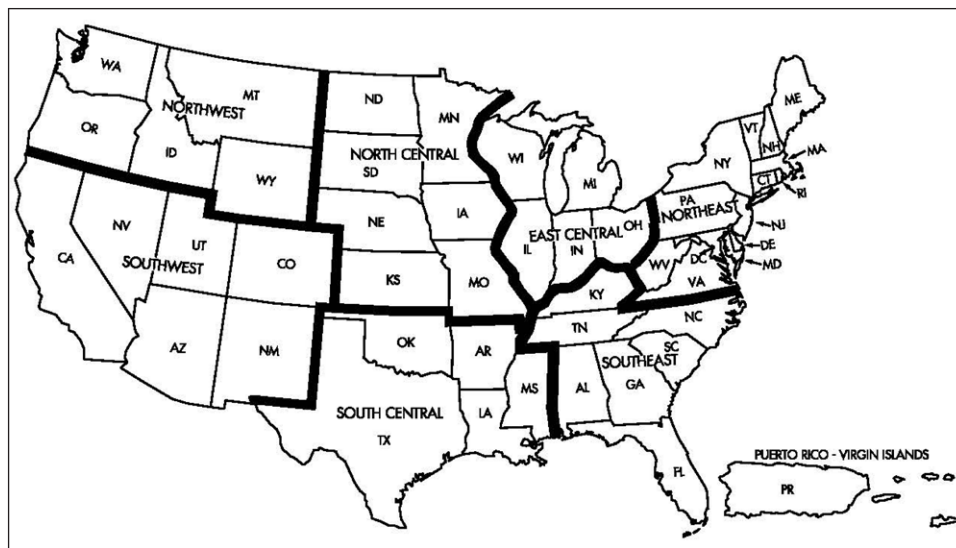 WA
MT
ND
MN
ME
NORTHWEST
VT
NH
OR
ID
NORTH CENTRAL
WI
NY
MA
SD
MI
CT
RI
WY
PA
NORTHEAST
NE
IA
NV
EAST CENTRAL
OH
NJ
UT
IL
IN
DE
CA
SOUTHWEST
CO
WV
DC
MD
KS
MO
VA
KY
NC
TN
AZ
NM
OK
AR
SC
SOUTHEAST
MS
AL
GA
SOUTH CENTRAL
LA
TX
PUERTO RICO - VIRGIN ISLANDS
FL
PR